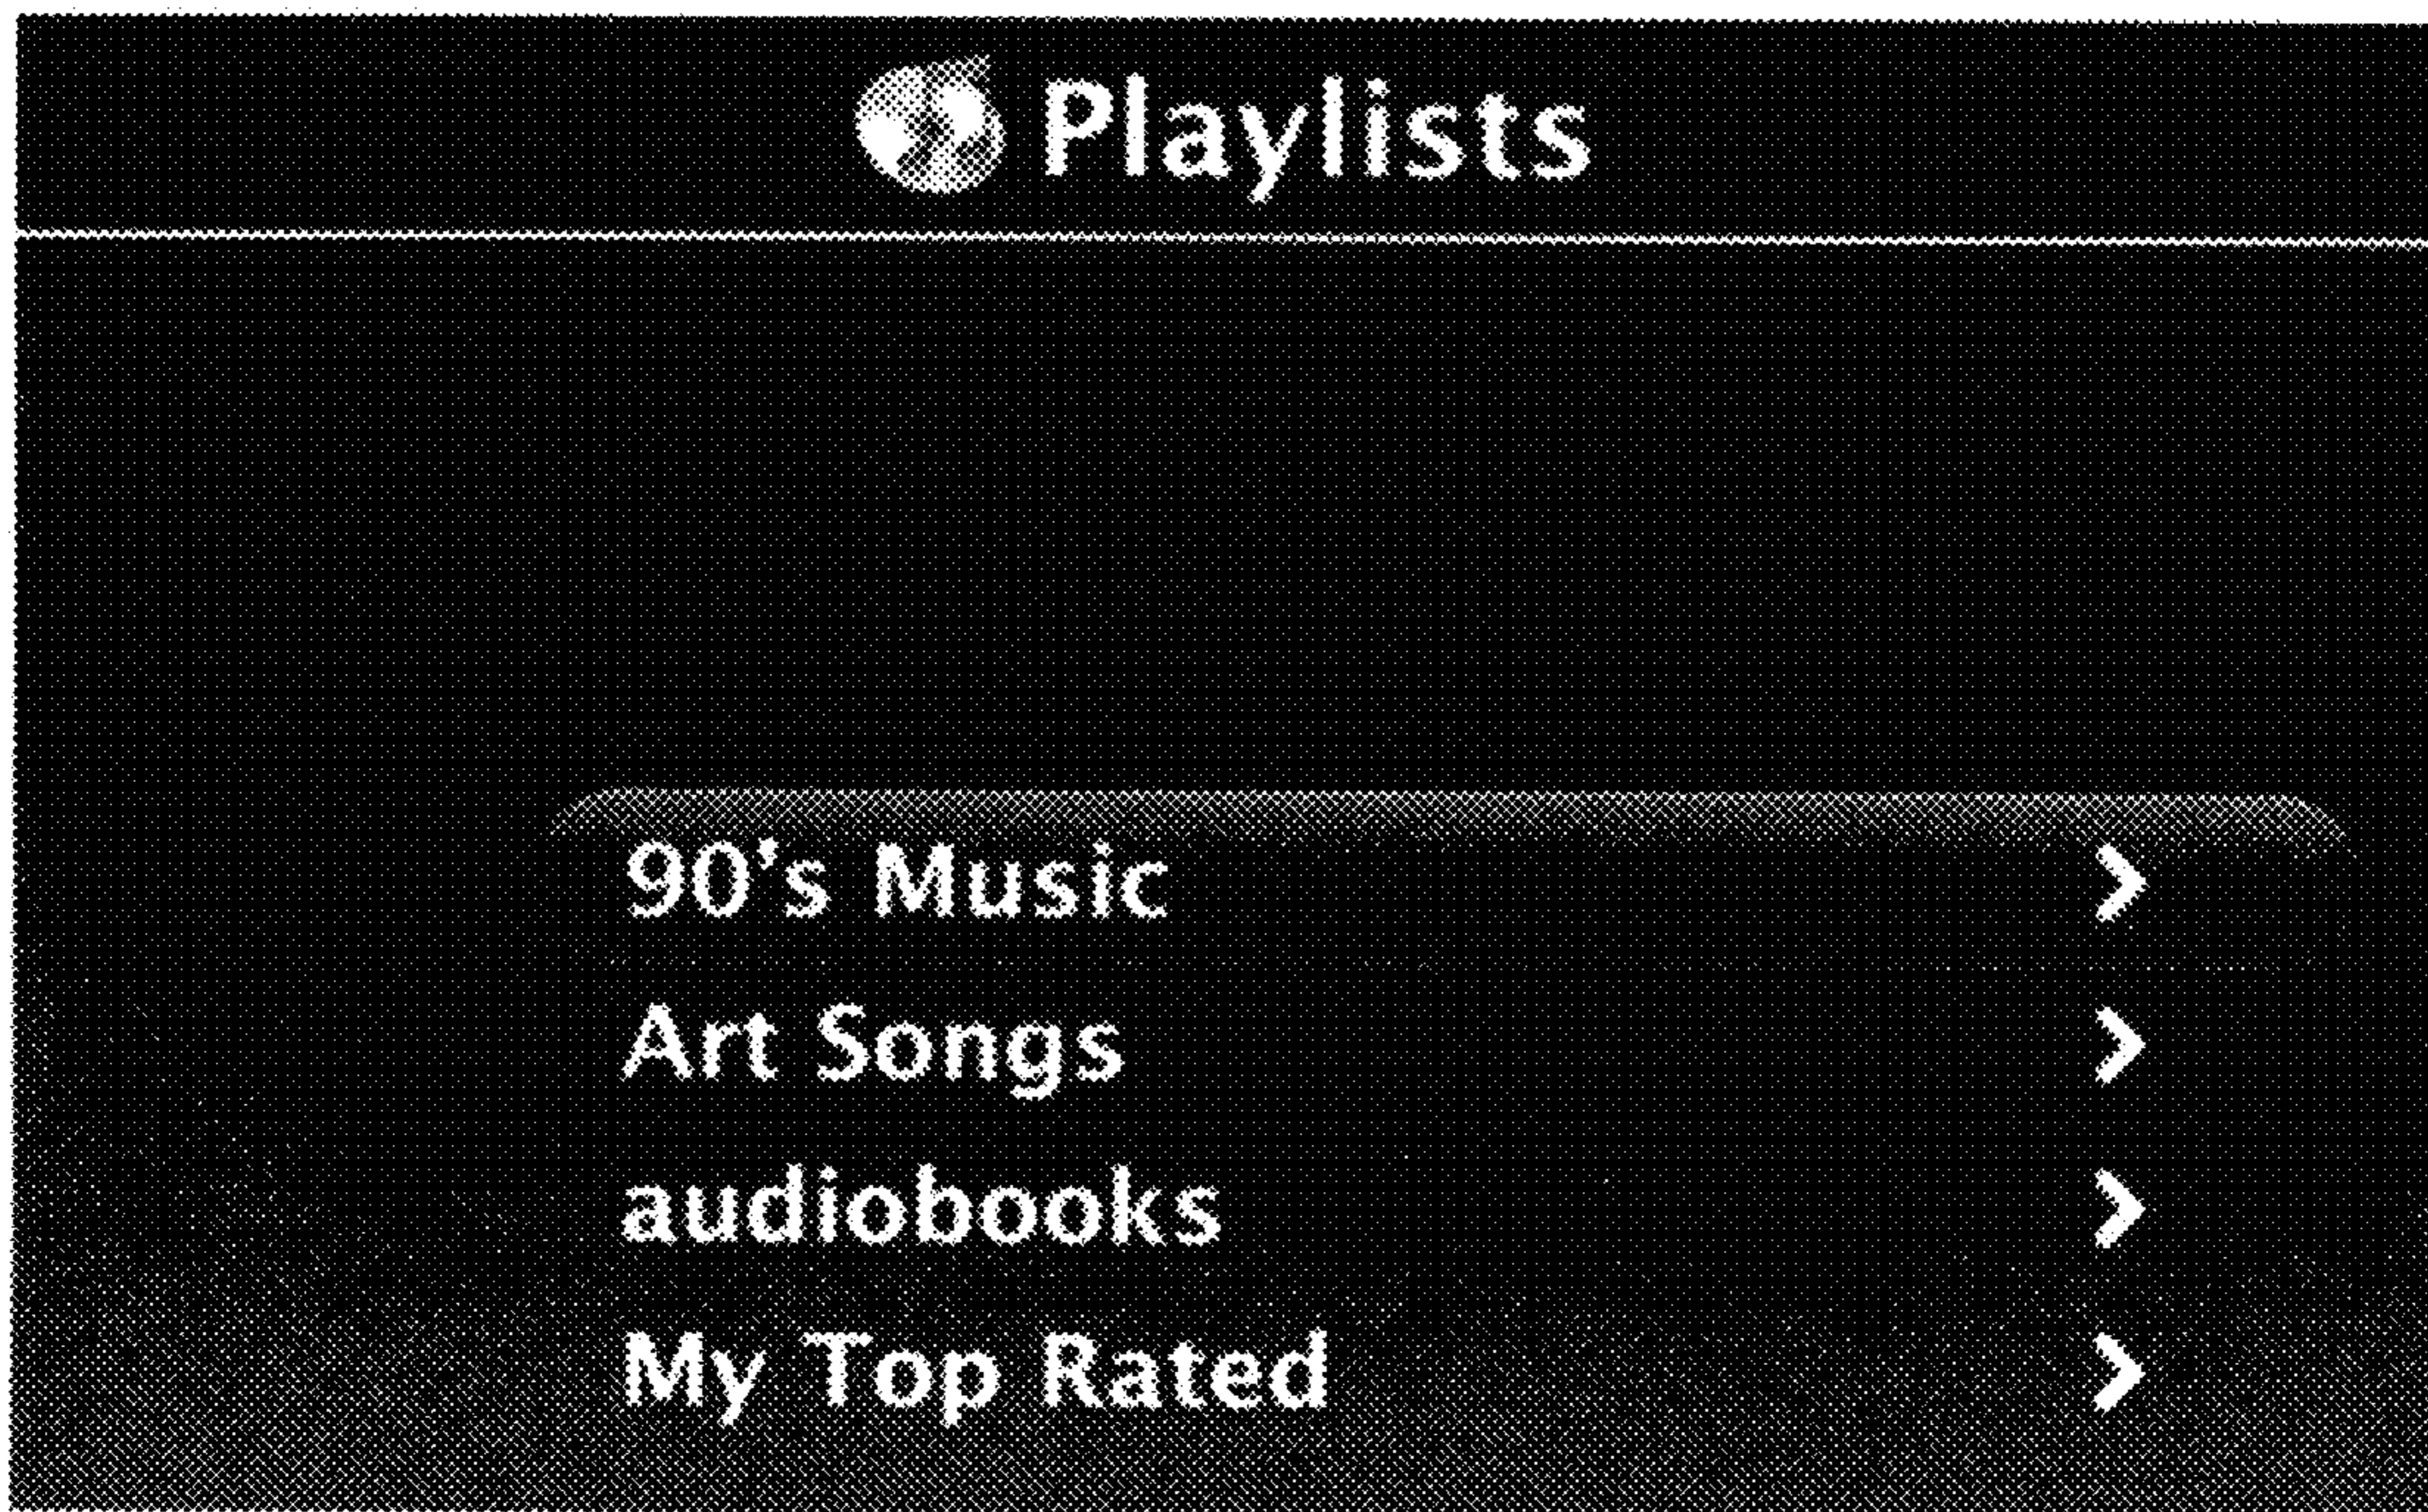 Playlists
90's Music >
Art Songs >
audiobooks >
My Top Rated >